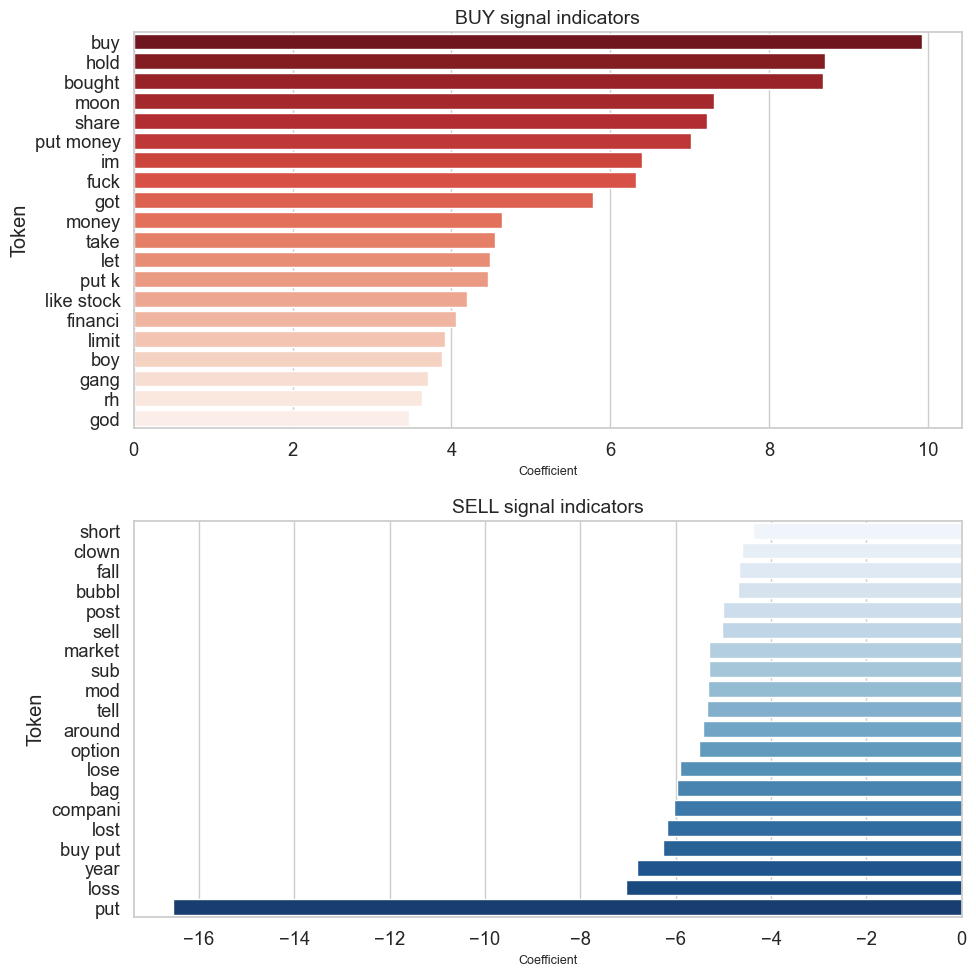 BUY signal indicators
buy
hold
bought
moon
share
put money
im
fuck
got
money
take
let
put k
like stock
financi
limit
boy
gang
rh
god
Token
0 2 4 6 8 10
Coefficient
SELL signal indicators
short
clown
fall
bubbl
post
sell
market
sub
mod
tell
around
option
lose
bag
compani
lost
buy put
year
loss
put
Token
−16 −14 −12 −10 −8 −6 −4 −2 0
Coefficient